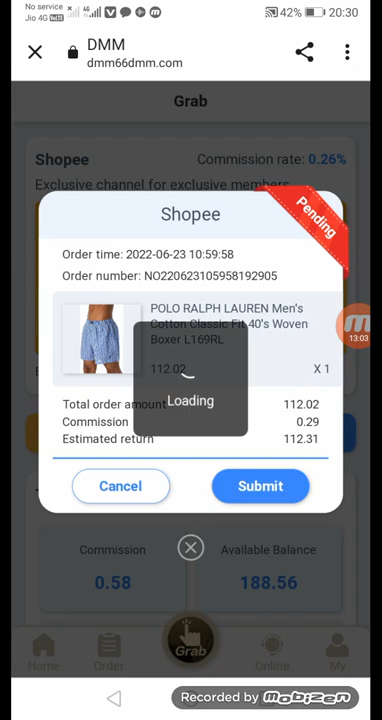 No service
Jio 4G VoLTE
4G
42%
20:30
DMM
dmm66dmm.com
Grab
Shopee
Commission rate: 0.26%
Exclusive channel for exclusive members
Shopee
Pending
Order time: 2022-06-23 10:59:58
Order number: NO220623105958192905
POLO RALPH LAUREN Men's
Cotton Classic Fit 40's Woven
Boxer L169RL
112.02
X 1
Loading
13:03
Total order amount 112.02
Commission 0.29
Estimated return 112.31
Cancel
Submit
Commission
Available Balance
0.58
188.56
Home
Order
Grab
Online
My
Recorded by Mobizen